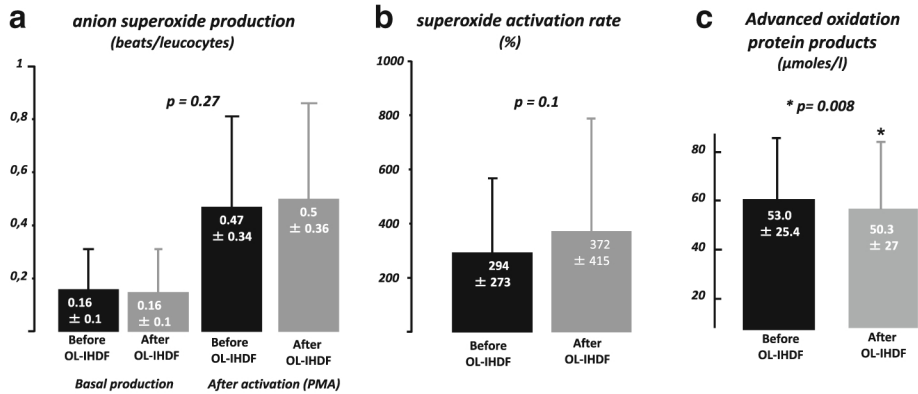 a
anion superoxide production
(beats/leucocytes)
1
0,8
0,6
0,4
0,2
p = 0.27
0.16
± 0.1
0.16
± 0.1
0.47
± 0.34
0.5
± 0.36
Before
OL-IHDF
After
OL-IHDF
Before
OL-IHDF
After
OL-IHDF
Basal production
After activation (PMA)
b
superoxide activation rate
(%)
1000
800
600
400
200
p = 0.1
294
± 273
372
± 415
Before
OL-IHDF
After
OL-IHDF
c
Advanced oxidation
protein products
(µmoles/l)
* p= 0.008
80
60
40
20
*
53.0
± 25.4
50.3
± 27
Before
OL-IHDF
After
OL-IHDF